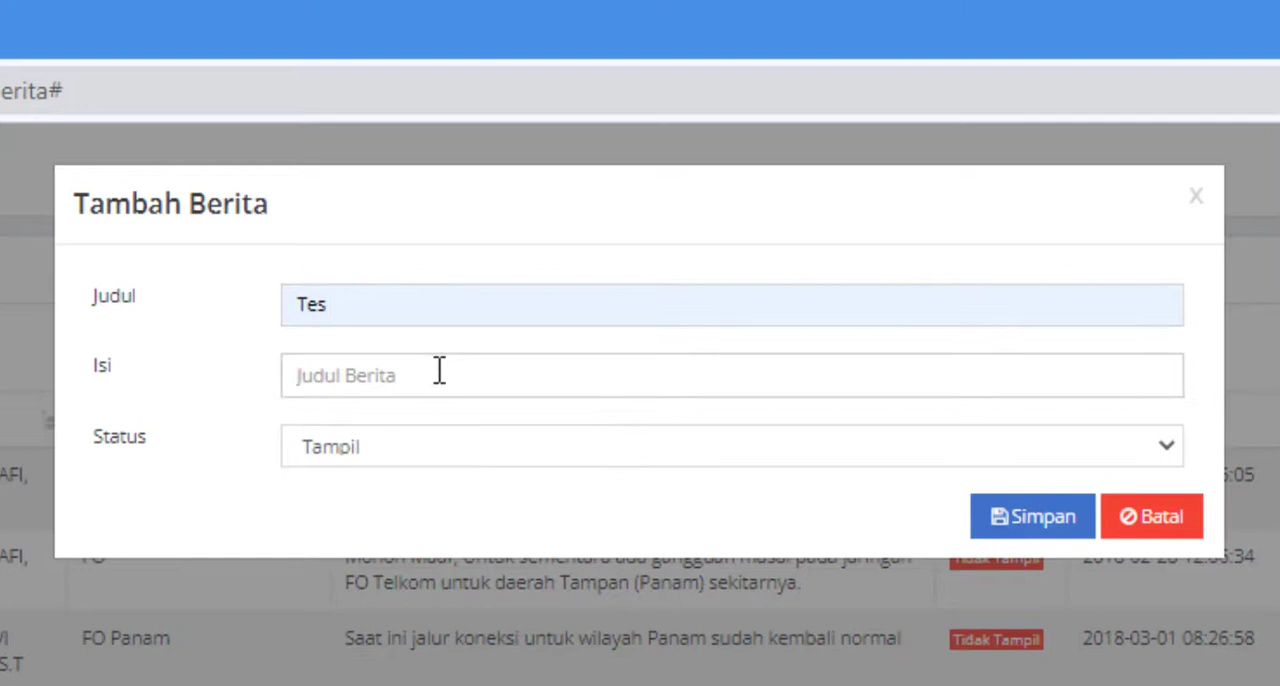 erita#
Tambah Berita
X
Judul
Tes
Isi
Judul Berita
Status
Tampil
Simpan
Batal
AFI,
5:05
AFI,
FO
Mohon Maaf, Untuk sementara ada gangguan masal pada jaringan
FO Telkom untuk daerah Tampan (Panam) sekitarnya.
Tidak Tampil
FO Panam
Saat ini jalur koneksi untuk wilayah Panam sudah kembali normal
Tidak Tampil
2018-03-01 08:26:58
S.T